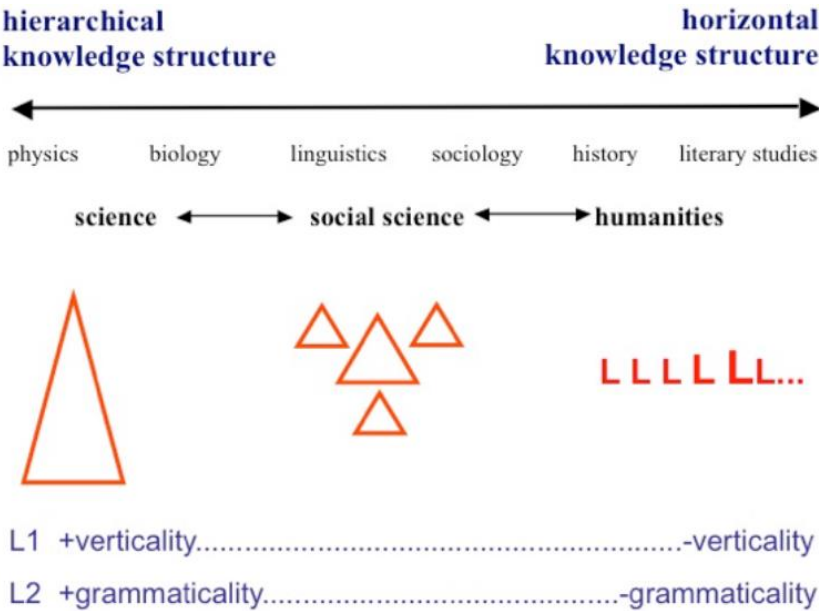 hierarchical knowledge structure
horizontal knowledge structure
physics biology linguistics sociology history literary studies
science social science humanities
L L L L L L...
L1 +verticality............................................................-verticality
L2 +grammaticality............................................-grammaticality